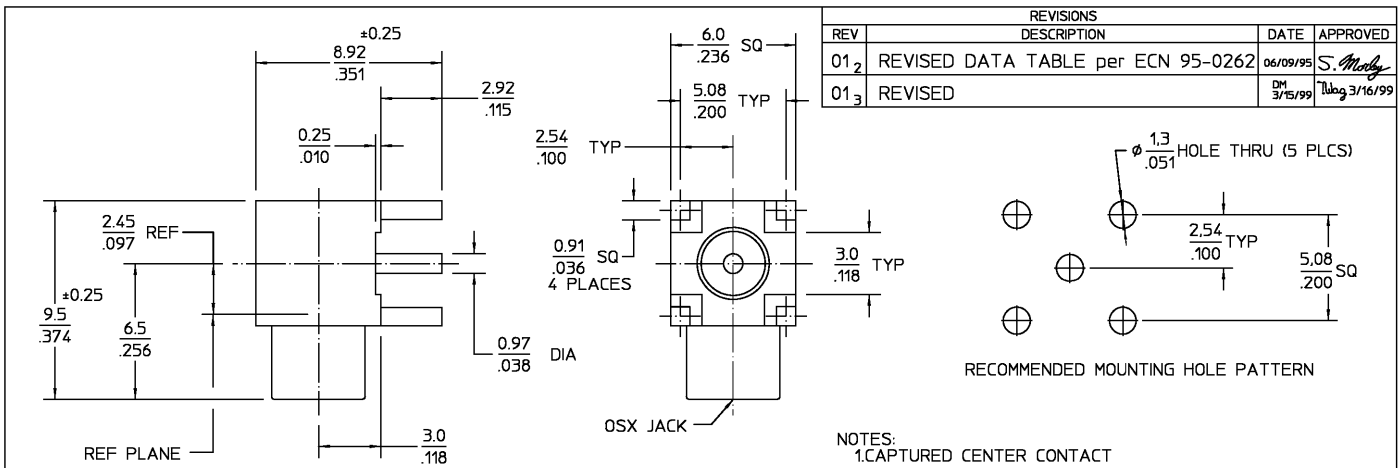 REVISIONS
REV DESCRIPTION DATE APPROVED
01 2 REVISED DATA TABLE per ECN 95-0262 06/09/95 S. Morley
01 3 REVISED DM 3/15/99 3/16/99
±0.25
8.92
.351
2.92
.115
0.25
.010
2.45
.097 REF
±0.25
9.5
.374
6.5
.256
0.97
.038 DIA
REF PLANE
3.0
.118
6.0
.236 SQ
5.08
.200 TYP
2.54
.100 TYP
0.91
.036 SQ
4 PLACES
3.0
.118 TYP
OSX JACK
ø 1,3
.051 HOLE THRU (5 PLCS)
2,54
.100 TYP
5,08
.200 SQ
RECOMMENDED MOUNTING HOLE PATTERN
NOTES:
1.CAPTURED CENTER CONTACT